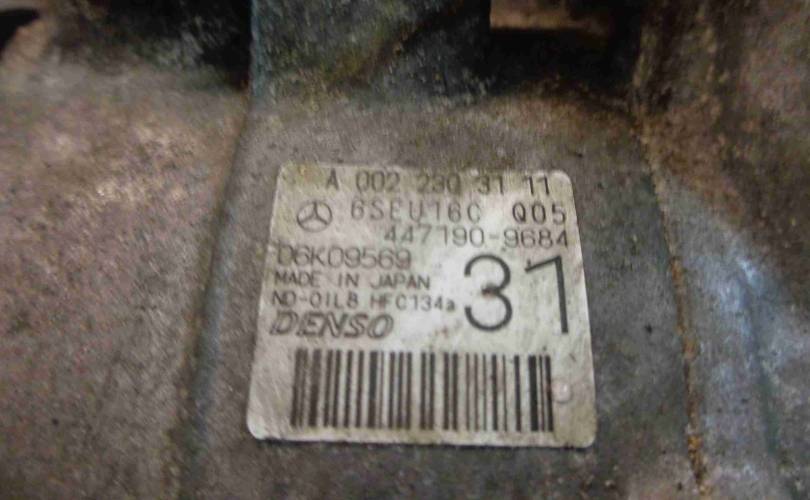 A 002 230 31 11
6SEU16C Q05
447190-9684
D6K09569
MADE IN JAPAN
ND-OIL8 HFC134a
31
DENSO